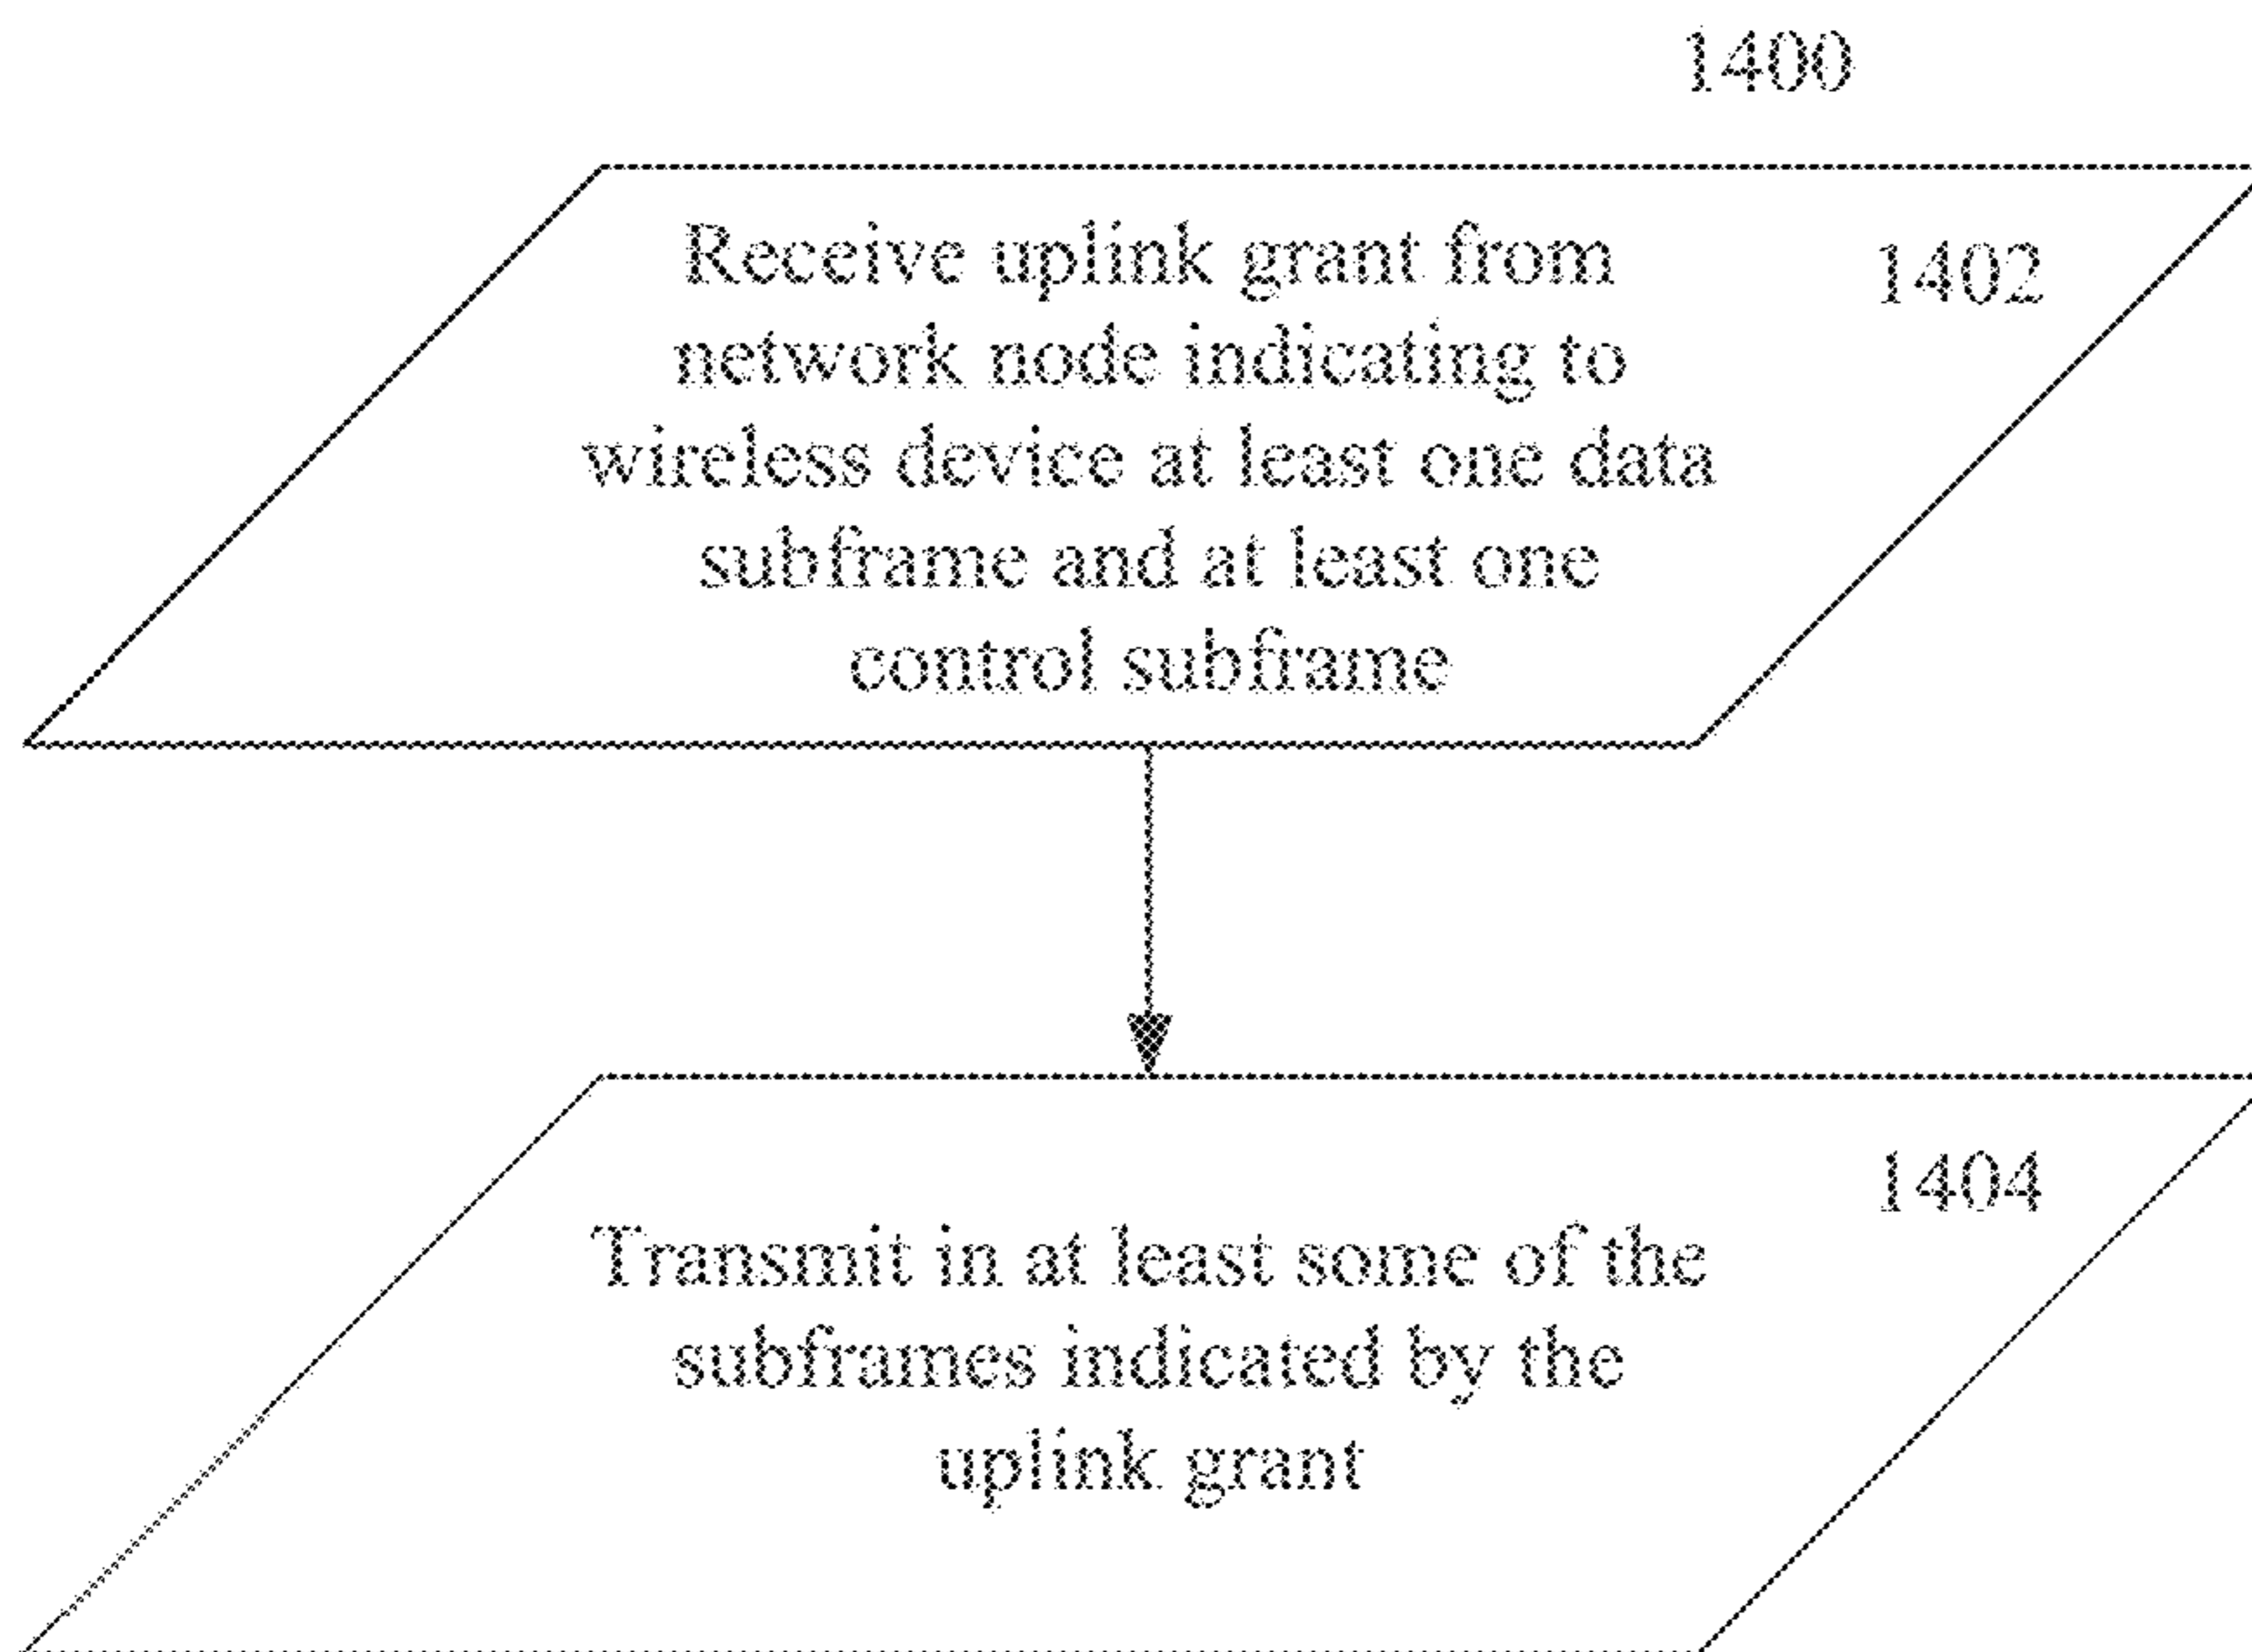 1400
Receive uplink grant from
1402
network node indicating to
wireless device at least one data
subframe and at least one
control subframe
1404
Transmit in at least some of the
subframes indicated by the
uplink grant